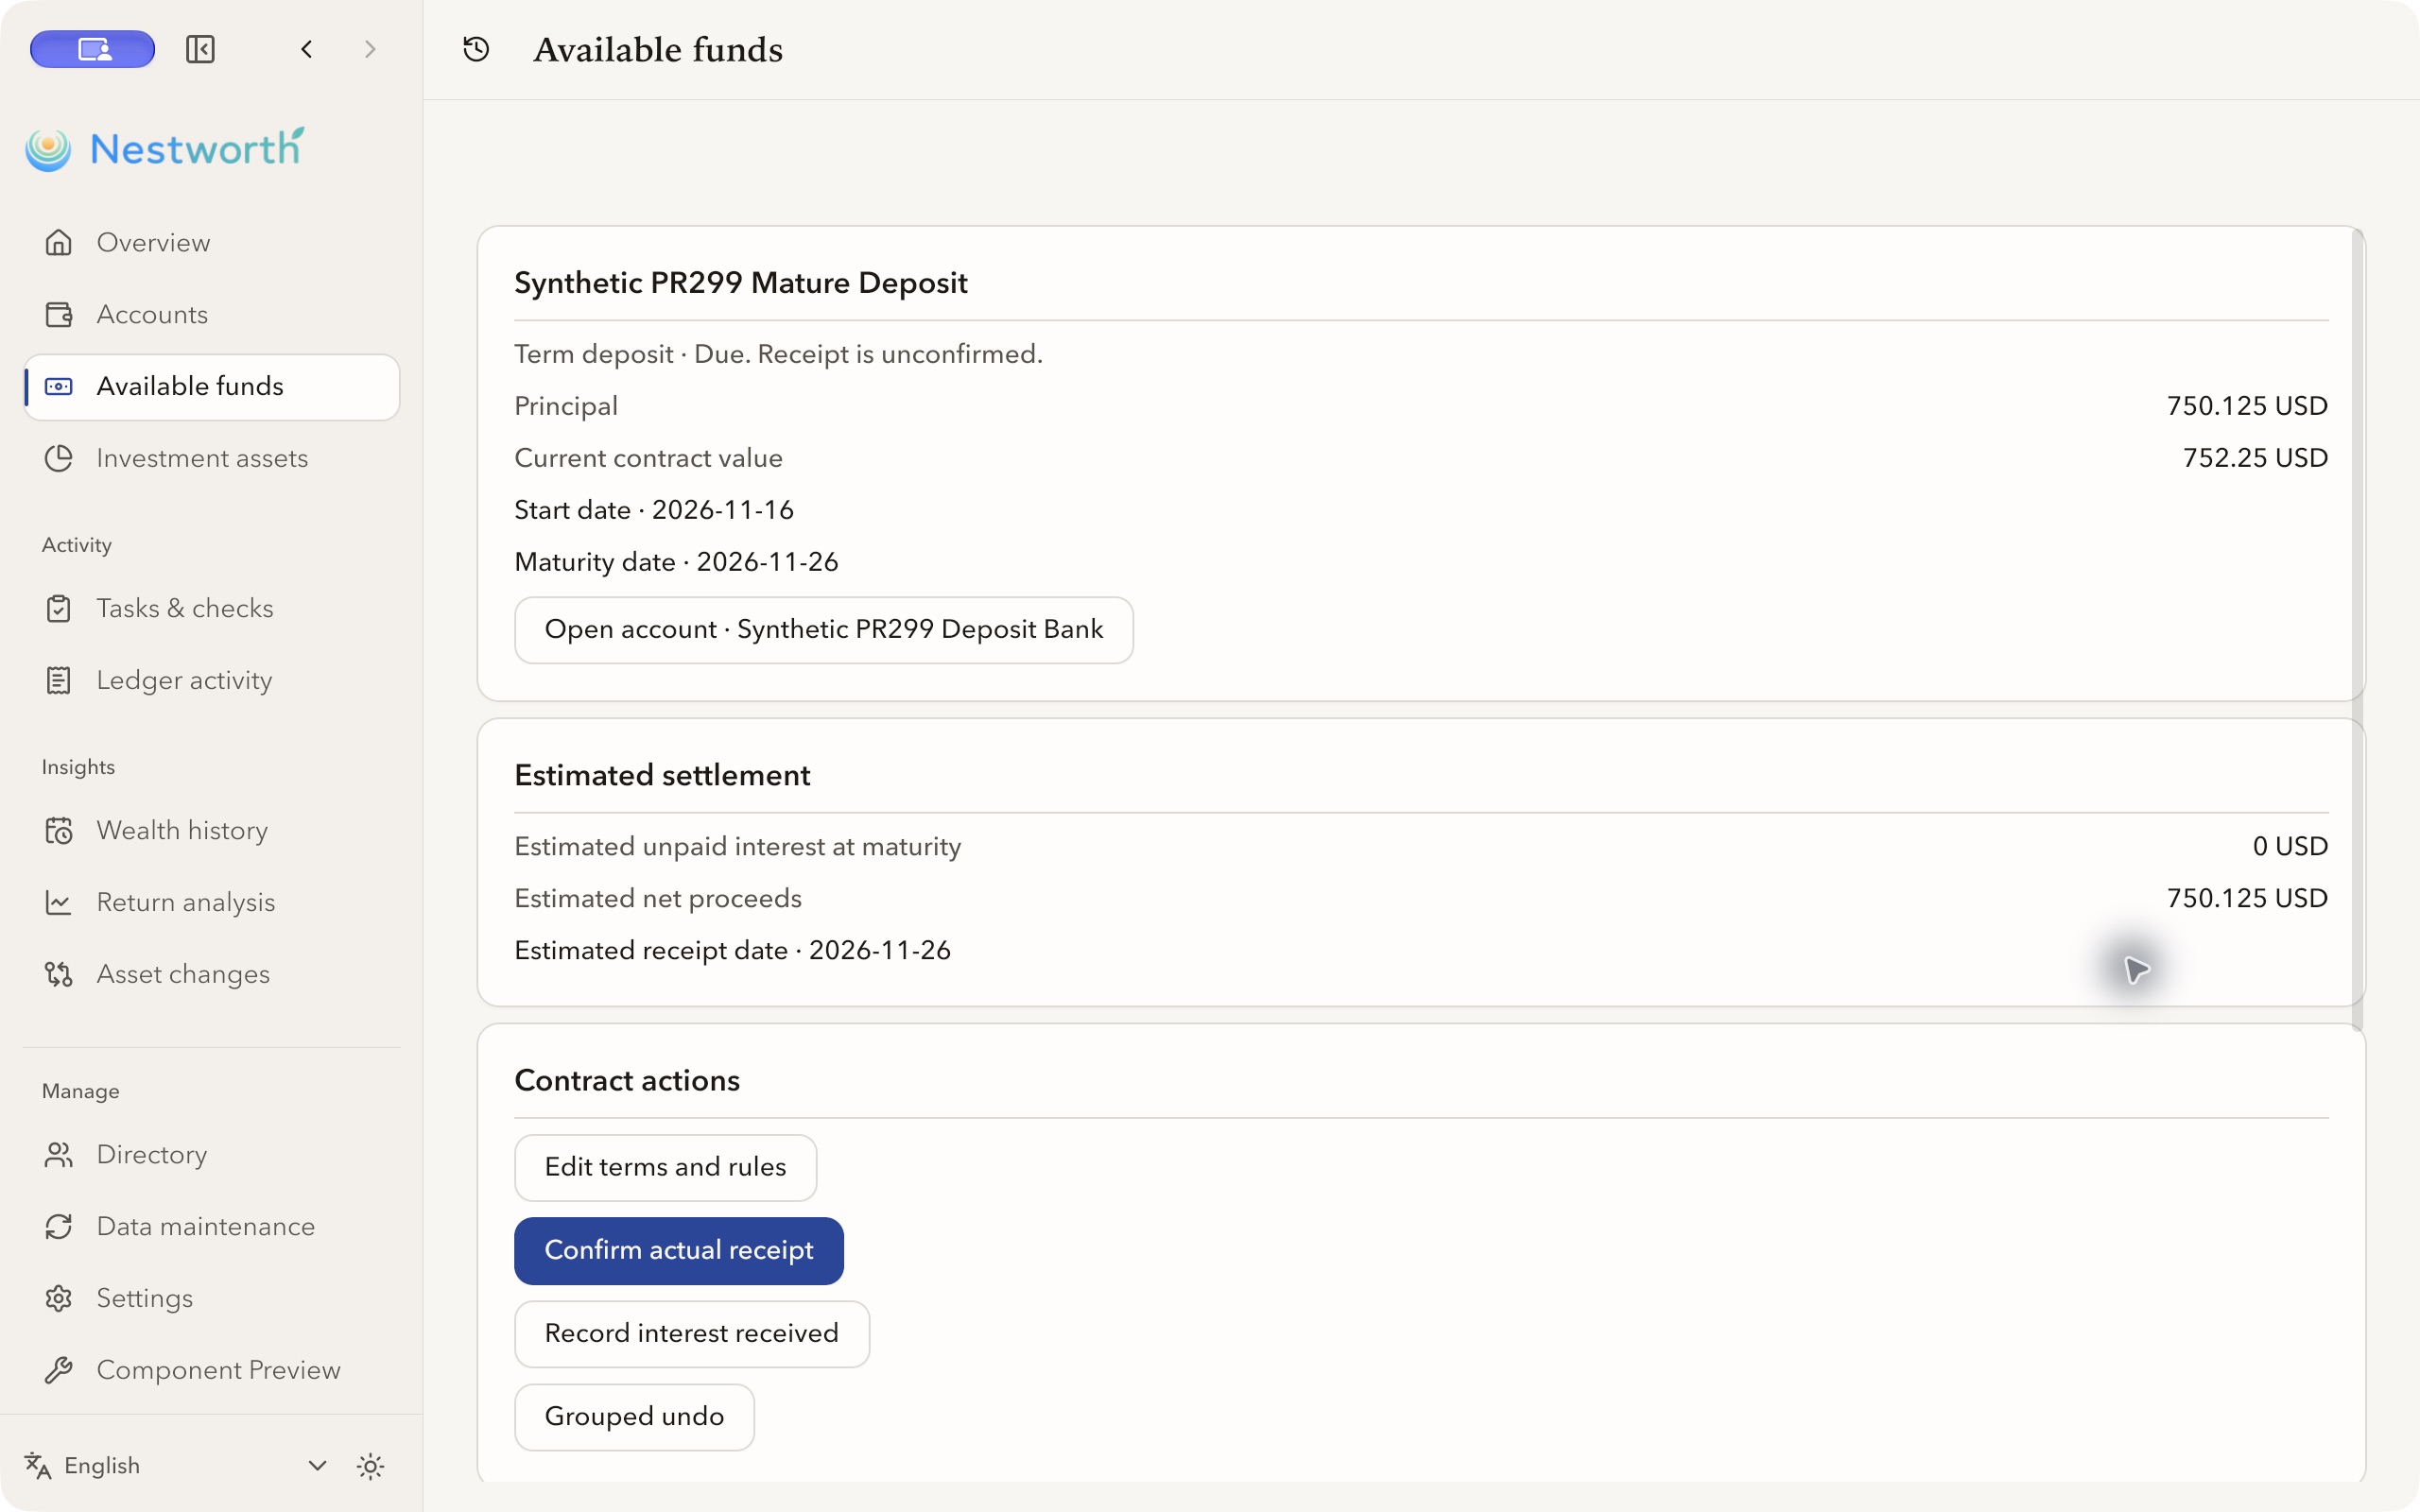 Available funds
Nestworth
Overview
Accounts
Available funds
Investment assets
Activity
Tasks & checks
Ledger activity
Insights
Wealth history
Return analysis
Asset changes
Manage
Directory
Data maintenance
Settings
Component Preview
English
Synthetic PR299 Mature Deposit
Term deposit · Due. Receipt is unconfirmed.
Principal 750.125 USD
Current contract value 752.25 USD
Start date · 2026-11-16
Maturity date · 2026-11-26
Open account · Synthetic PR299 Deposit Bank
Estimated settlement
Estimated unpaid interest at maturity 0 USD
Estimated net proceeds 750.125 USD
Estimated receipt date · 2026-11-26
Contract actions
Edit terms and rules
Confirm actual receipt
Record interest received
Grouped undo